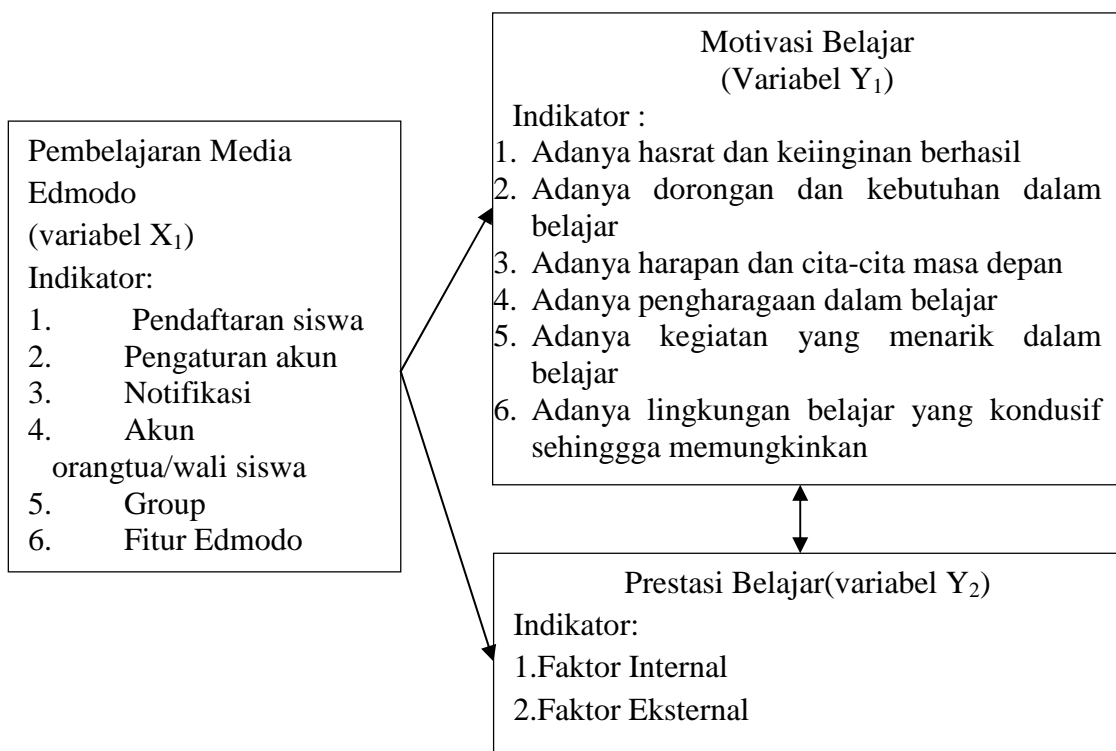 Pembelajaran Media
Edmodo
(variabel X₁)
Indikator:
1. Pendaftaran siswa
2. Pengaturan akun
3. Notifikasi
4. Akun
orangtua/wali siswa
5. Group
6. Fitur Edmodo
Motivasi Belajar
(Variabel Y₁)
Indikator :
1. Adanya hasrat dan keiinginan berhasil
2. Adanya dorongan dan kebutuhan dalam
belajar
3. Adanya harapan dan cita-cita masa depan
4. Adanya pengharagaan dalam belajar
5. Adanya kegiatan yang menarik dalam
belajar
6. Adanya lingkungan belajar yang kondusif
sehinggga memungkinkan
Prestasi Belajar(variabel Y₂)
Indikator:
1.Faktor Internal
2.Faktor Eksternal